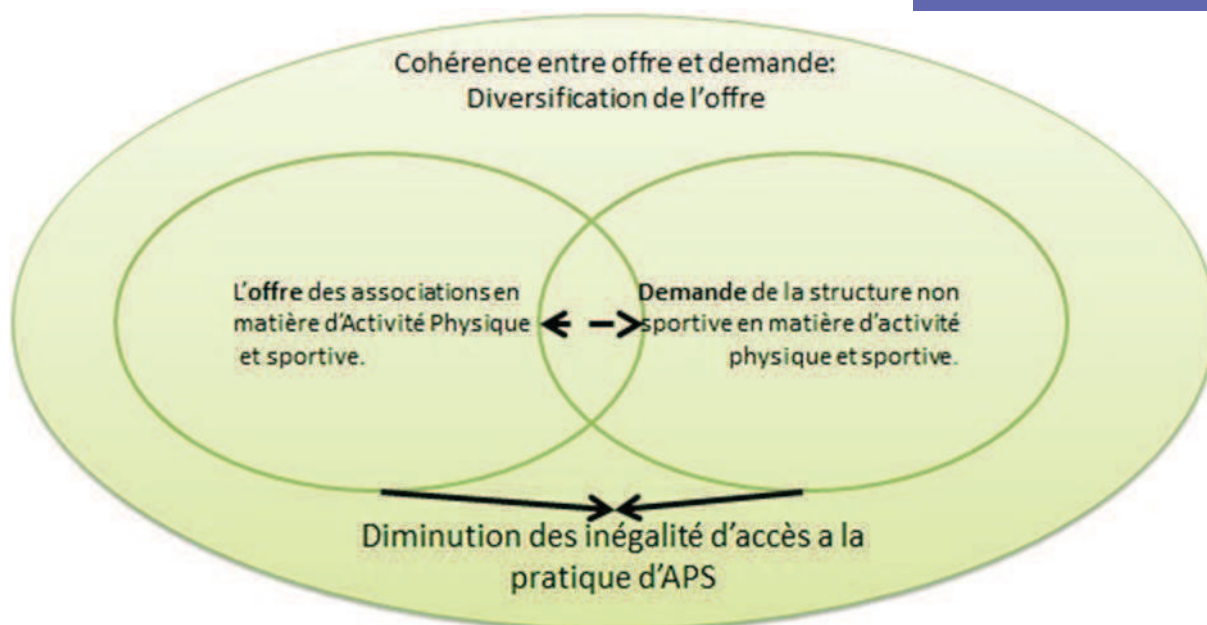 Cohérence entre offre et demande:
Diversification de l'offre
L'offre des associations en
matière d'Activité Physique
et sportive.
Demande de la structure non
sportive en matière d'activité
physique et sportive.
Diminution des inégalité d'accès a la
pratique d'APS